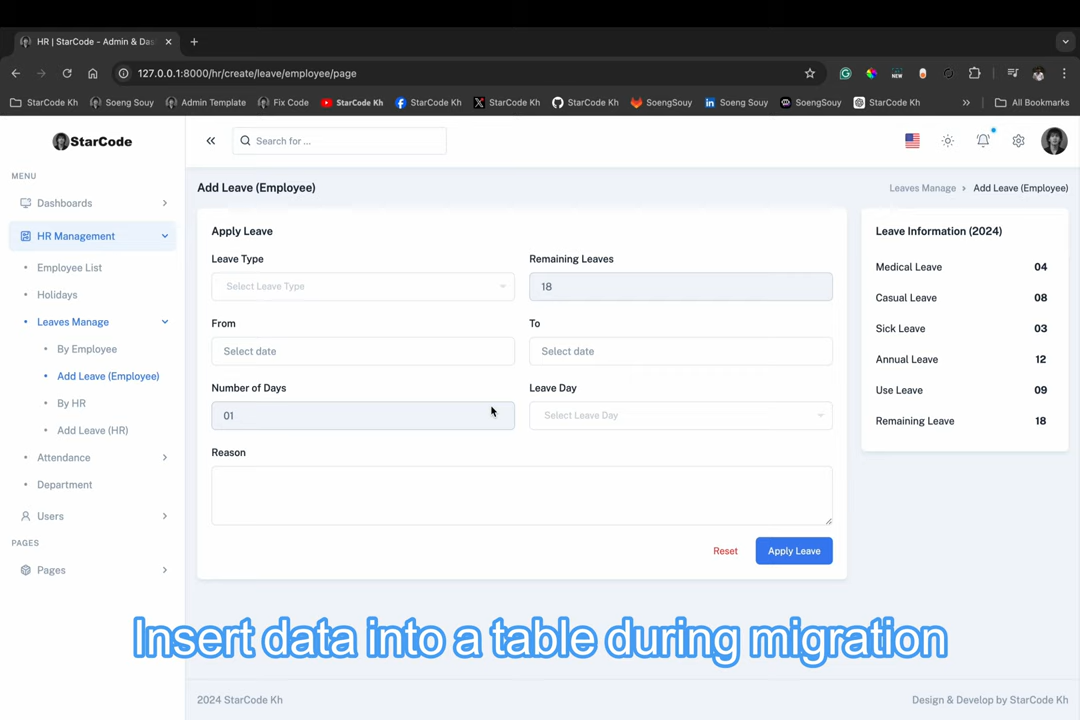 HR | StarCode - Admin & Das
127.0.0.1:8000/hr/create/leave/employee/page
StarCode Kh Soeng Souy Admin Template Fix Code StarCode Kh StarCode Kh StarCode Kh StarCode Kh SoengSouy Soeng Souy SoengSouy StarCode Kh » All Bookmarks
StarCode
MENU
Dashboards
HR Management
Employee List
Holidays
Leaves Manage
By Employee
Add Leave (Employee)
By HR
Add Leave (HR)
Attendance
Department
Users
PAGES
Pages
Search for ...
Add Leave (Employee)
Leaves Manage > Add Leave (Employee)
Apply Leave
Leave Type
Select Leave Type
Remaining Leaves
18
From
Select date
To
Select date
Number of Days
01
Leave Day
Select Leave Day
Reason
Reset
Apply Leave
Leave Information (2024)
Medical Leave 04
Casual Leave 08
Sick Leave 03
Annual Leave 12
Use Leave 09
Remaining Leave 18
Insert data into a table during migration
2024 StarCode Kh
Design & Develop by StarCode Kh